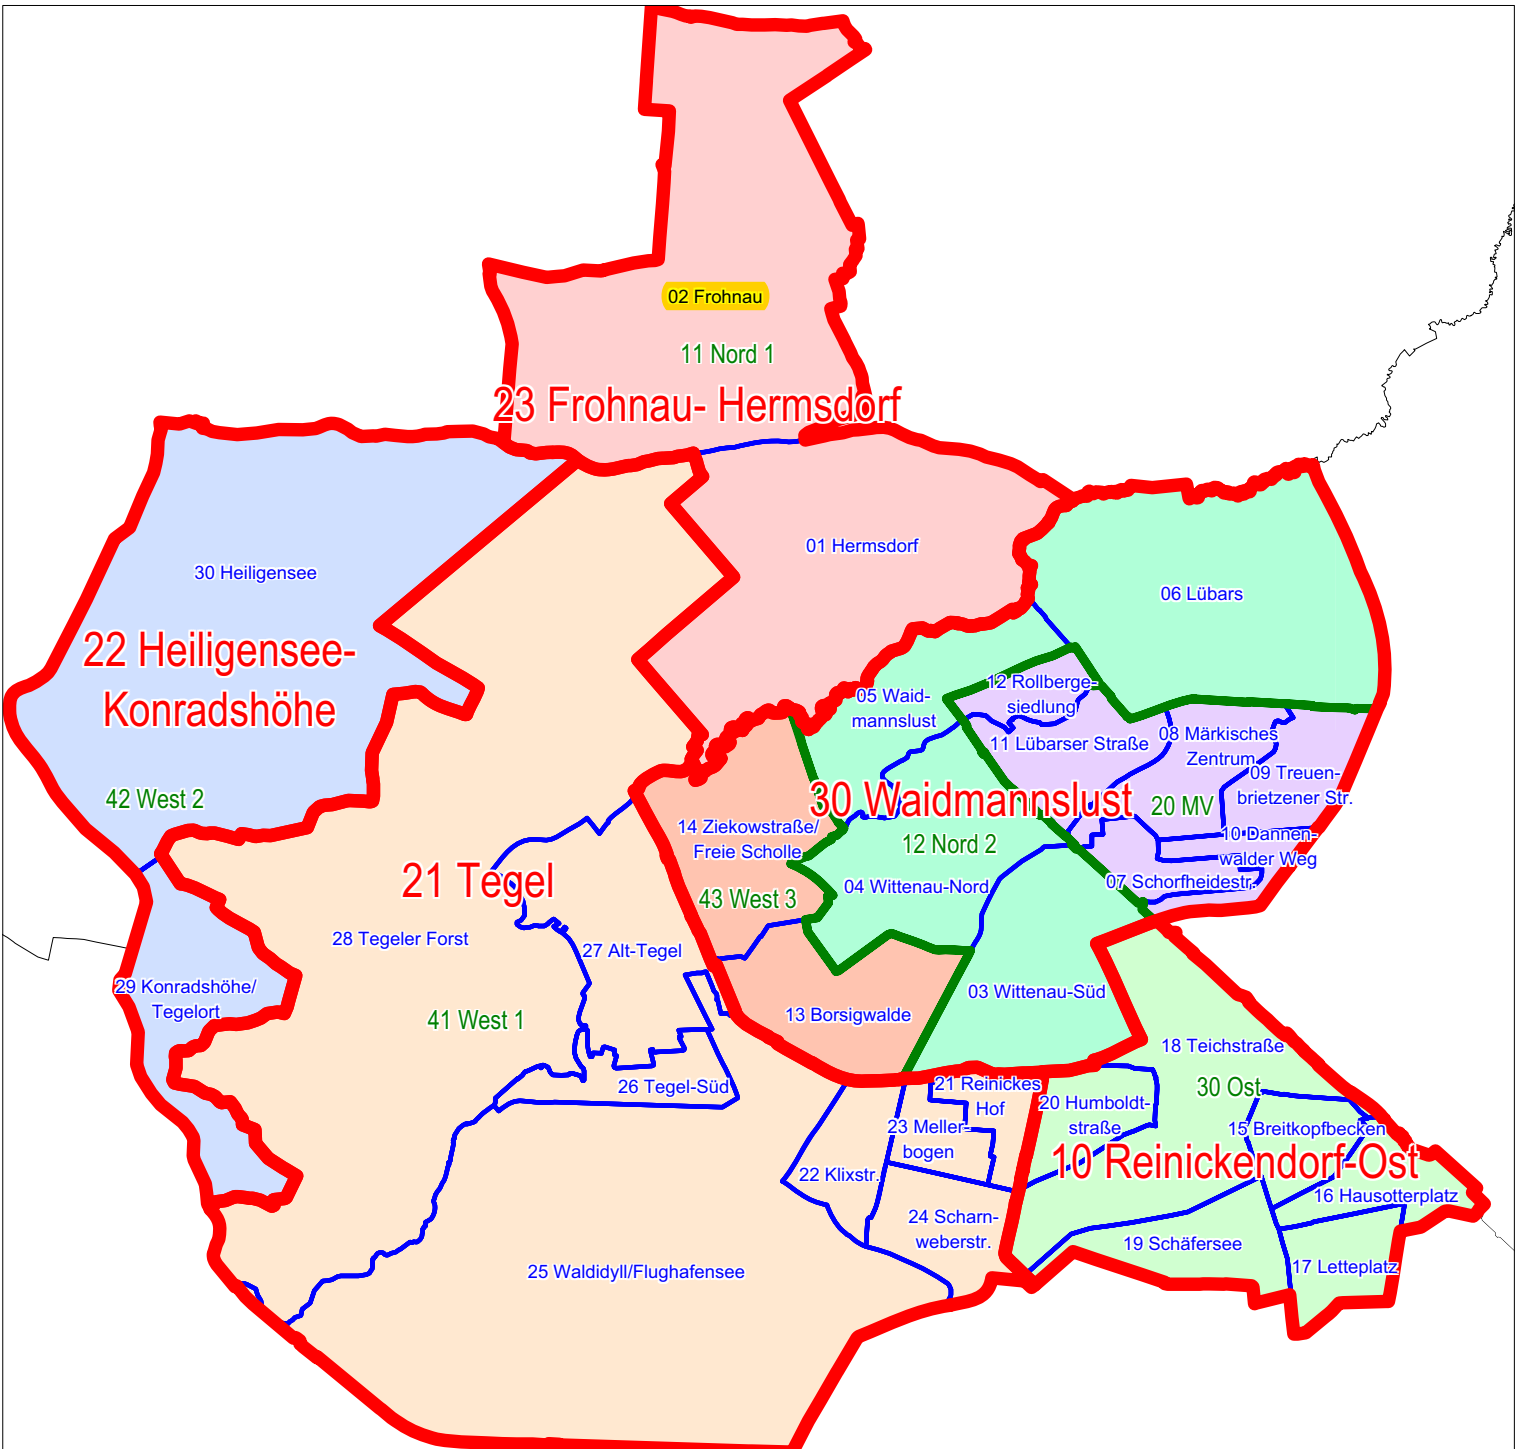 02 Frohnau
11 Nord 1
23 Frohnau- Hermsdorf
01 Hermsdorf
30 Heiligensee
06 Lübars
22 Heiligensee-
Konradshöhe
42 West 2
05 Waid-
mannslust
12 Rollberge-
siedlung
11 Lübarser Straße
08 Märkisches
Zentrum
09 Treuen-
brietzener Str.
30 Waidmannslust
20 MV
14 Ziekowstraße/
Freie Scholle
12 Nord 2
10 Dannen-
walder Weg
07 Schorfheidestr.
21 Tegel
43 West 3
04 Wittenau-Nord
28 Tegeler Forst
27 Alt-Tegel
29 Konradshöhe/
Tegelort
41 West 1
13 Borsigwalde
03 Wittenau-Süd
18 Teichstraße
26 Tegel-Süd
21 Reinickes
Hof
30 Ost
20 Humboldt-
straße
23 Meller-
bogen
15 Breitkopfbecken
10 Reinickendorf-Ost
22 Klixstr.
16 Hausotterplatz
24 Scharn-
weberstr.
19 Schäfersee
25 Waldidyll/Flughafensee
17 Letteplatz